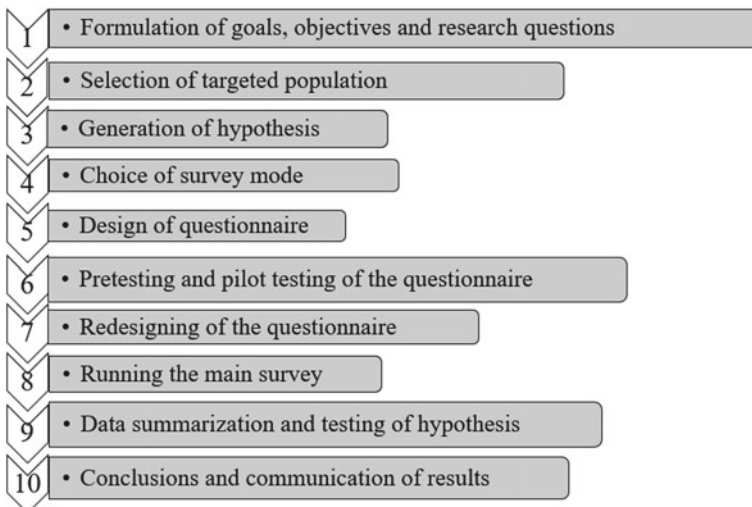 1 • Formulation of goals, objectives and research questions
2 • Selection of targeted population
3 • Generation of hypothesis
4 • Choice of survey mode
5 • Design of questionnaire
6 • Pretesting and pilot testing of the questionnaire
7 • Redesigning of the questionnaire
8 • Running the main survey
9 • Data summarization and testing of hypothesis
10 • Conclusions and communication of results